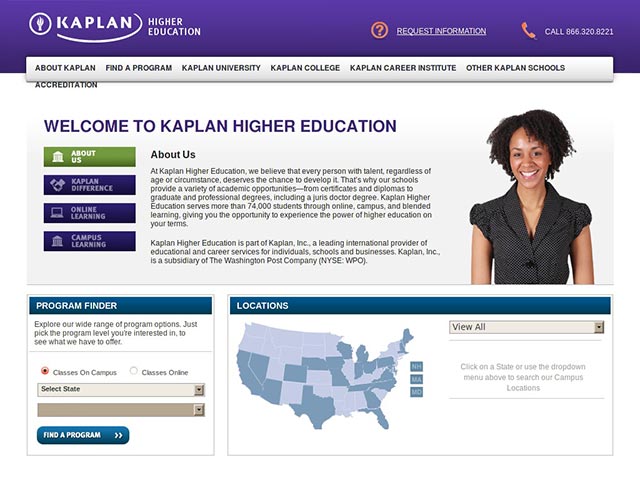 KAPLAN HIGHER EDUCATION
REQUEST INFORMATION
CALL 866.320.8221
ABOUT KAPLAN FIND A PROGRAM KAPLAN UNIVERSITY KAPLAN COLLEGE KAPLAN CAREER INSTITUTE OTHER KAPLAN SCHOOLS
ACCREDITATION
WELCOME TO KAPLAN HIGHER EDUCATION
ABOUT US
KAPLAN DIFFERENCE
ONLINE LEARNING
CAMPUS LEARNING
About Us
At Kaplan Higher Education, we believe that every person with talent, regardless of
age or circumstance, deserves the chance to develop it. That's why our schools
provide a variety of academic opportunities—from certificates and diplomas to
graduate and professional degrees, including a juris doctor degree. Kaplan Higher
Education serves more than 74,000 students through online, campus, and blended
learning, giving you the opportunity to experience the power of higher education on
your terms.
Kaplan Higher Education is part of Kaplan, Inc., a leading international provider of
educational and career services for individuals, schools and businesses. Kaplan, Inc.,
is a subsidiary of The Washington Post Company (NYSE: WPO).
PROGRAM FINDER
Explore our wide range of program options. Just
pick the program level you're interested in, to
see what we have to offer.
Classes On Campus Classes Online
Select State
FIND A PROGRAM
LOCATIONS
NH
MA
MD
View All
Click on a State or use the dropdown
menu above to search our Campus
Locations